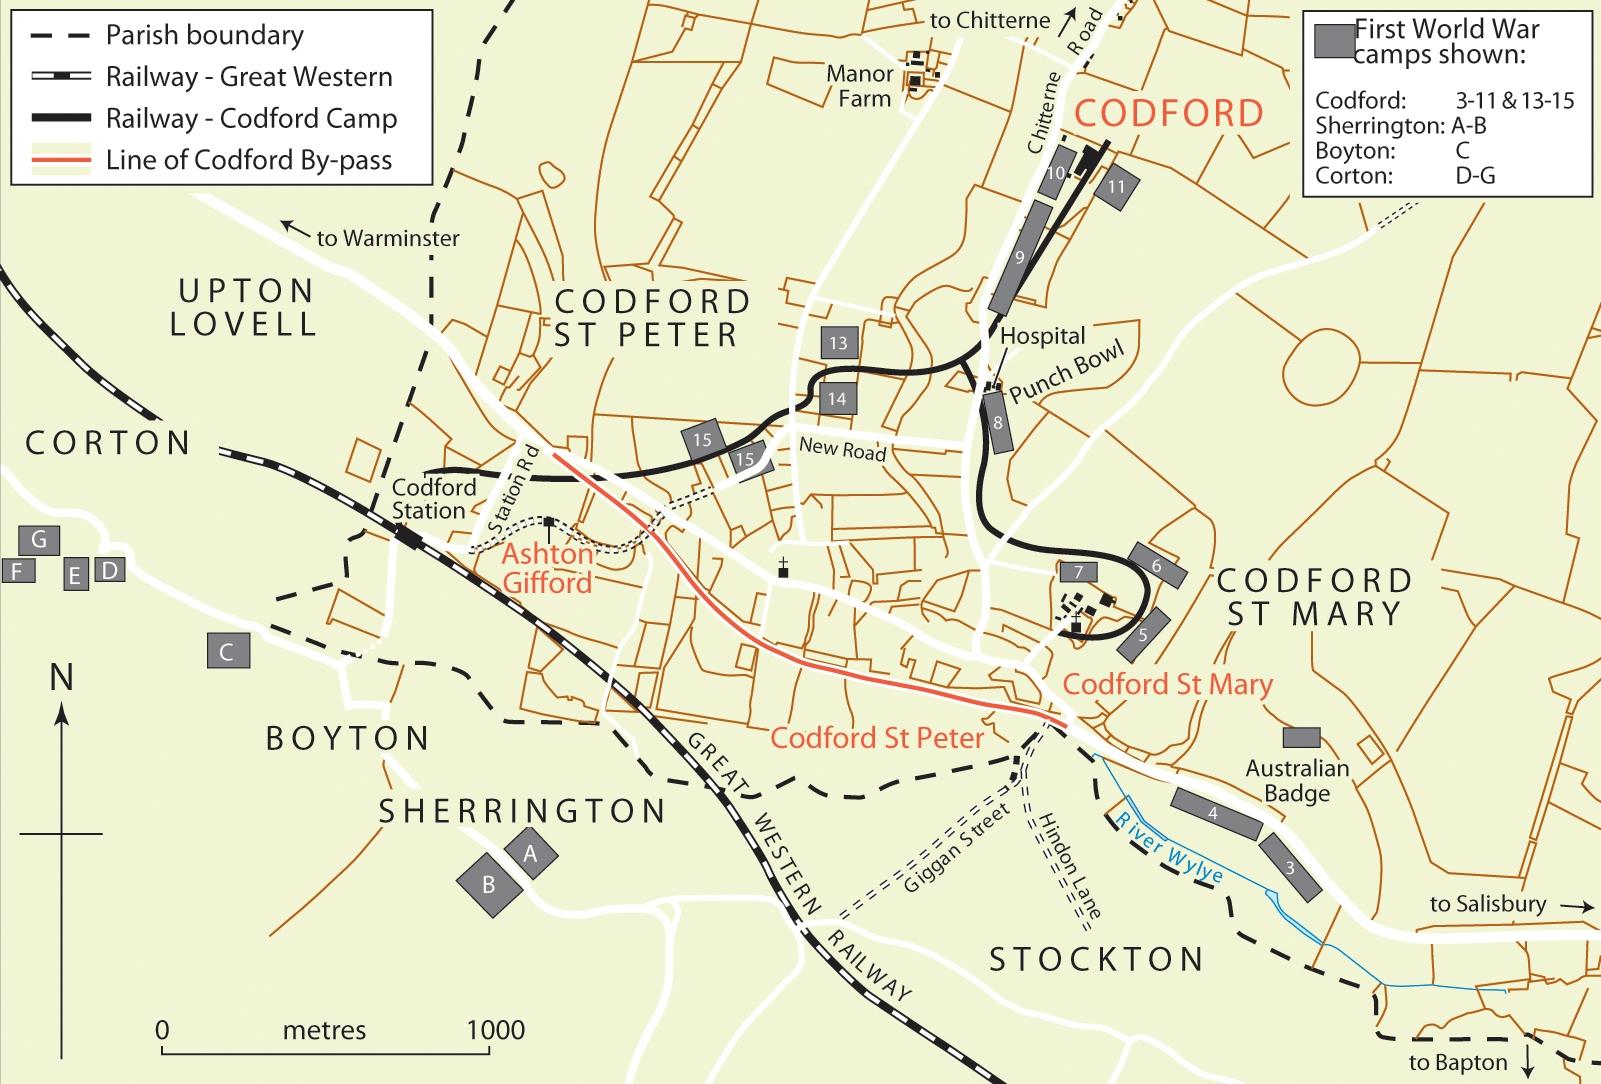 Parish boundary
Railway - Great Western
Railway - Codford Camp
Line of Codford By-pass
to Chitterne
Road
Chitterne
First World War
camps shown:
Codford: 3-11 & 13-15
Sherrington: A-B
Boyton: C
Corton: D-G
Manor
Farm
CODFORD
10
11
9
to Warminster
UPTON
LOVELL
CODFORD
ST PETER
13
14
Hospital
Punch Bowl
8
CORTON
15
15
New Road
Station Rd
Codford
Station
Ashton
Gifford
G
F
E
D
C
7
6
5
CODFORD
ST MARY
N
Codford St Mary
BOYTON
Codford St Peter
Australian
Badge
GREAT WESTERN RAILWAY
SHERRINGTON
A
B
4
3
River Wylye
Giggan Street
Hindon Lane
to Salisbury
STOCKTON
0 metres 1000
to Bapton